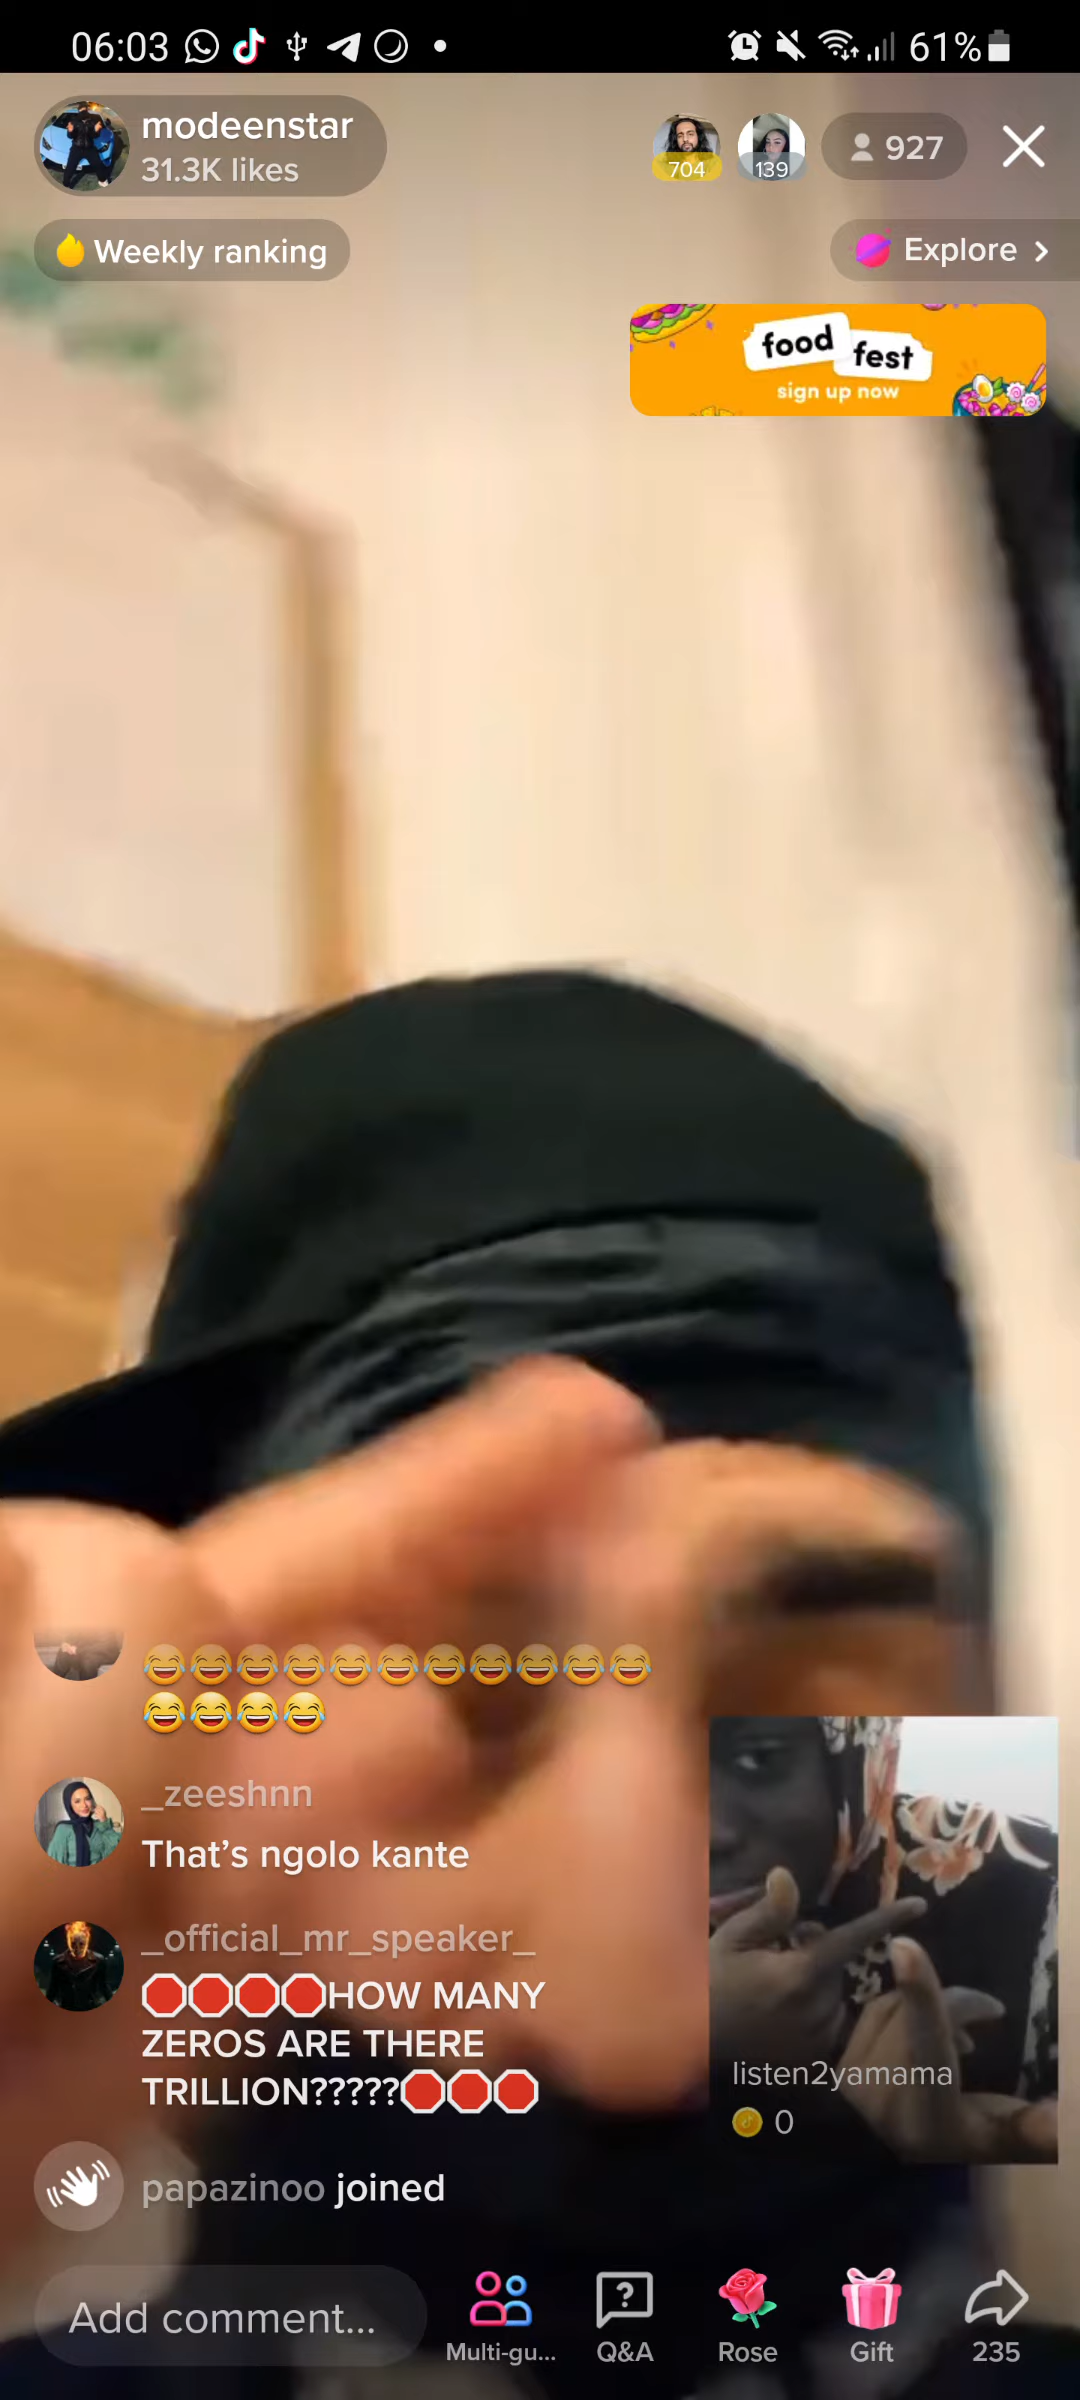 06:03 61%
modeenstar
31.3K likes
704 139 927
Weekly ranking
Explore
food
fest
sign up now
😂😂😂😂😂😂😂😂😂😂😂
😂😂😂😂
_zeeshnn
That's ngolo kante
_official_mr_speaker_
🛑🛑🛑🛑HOW MANY
ZEROS ARE THERE
TRILLION?????🛑🛑🛑
listen2yamama
0
papazinoo joined
Add comment...
Multi-gu...
Q&A
Rose
Gift
235